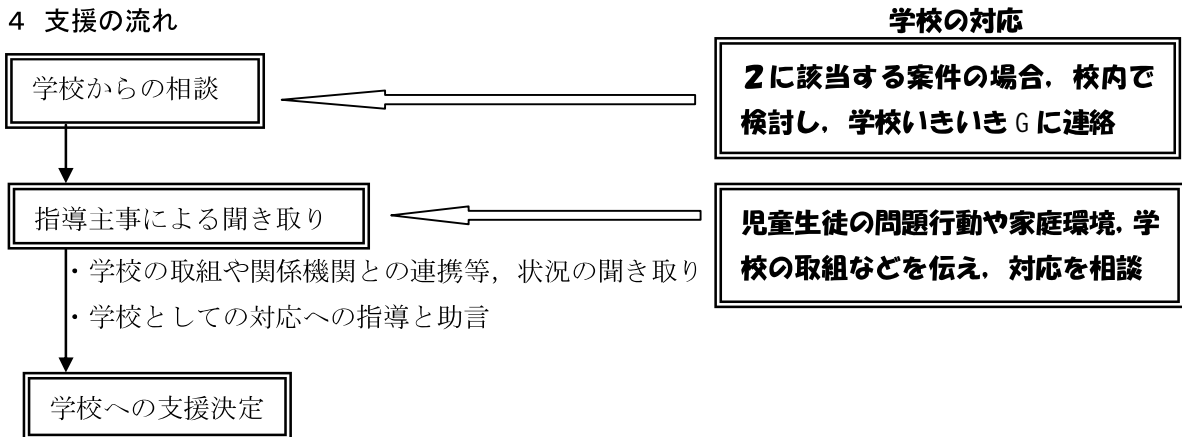 4 支援の流れ
学校の対応
学校からの相談
2に該当する案件の場合，校内で
検討し，学校いきいきGに連絡
指導主事による聞き取り
児童生徒の問題行動や家庭環境，学
校の取組などを伝え，対応を相談
・学校の取組や関係機関との連携等，状況の聞き取り
・学校としての対応への指導と助言
学校への支援決定